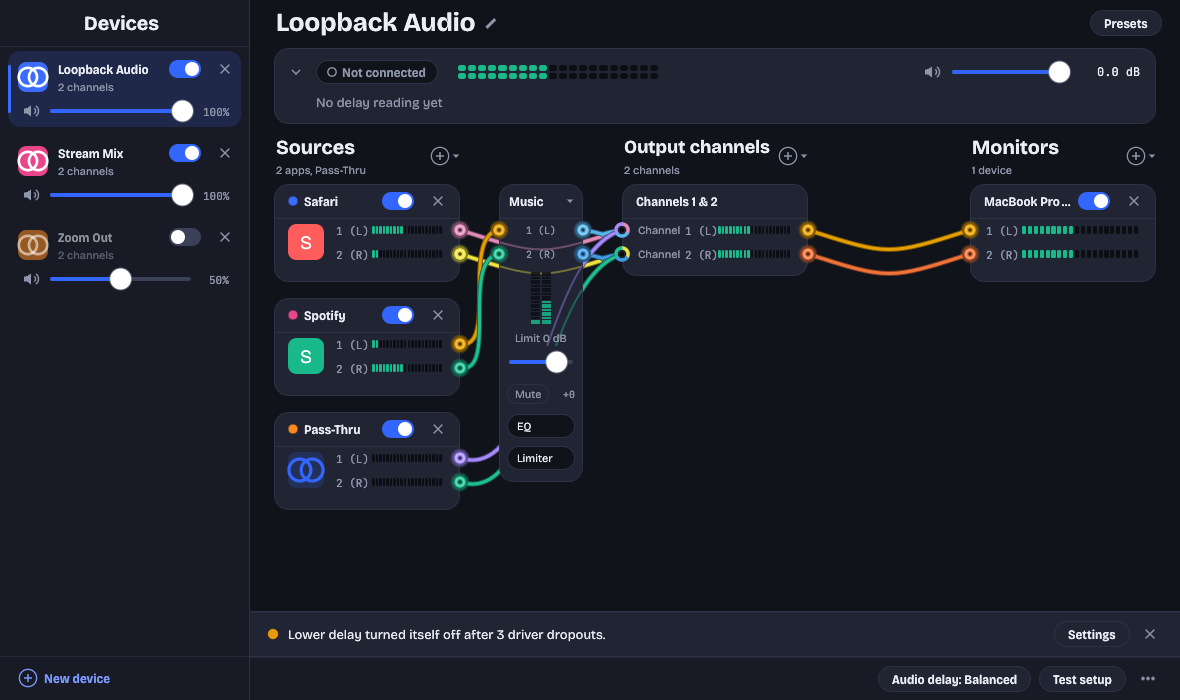 Devices
Loopback Audio
2 channels
100%
Stream Mix
2 channels
100%
Zoom Out
2 channels
50%
New device
Loopback Audio
Presets
Not connected
0.0 dB
No delay reading yet
Sources
2 apps, Pass-Thru
Output channels
2 channels
Monitors
1 device
Safari
S
1 (L)
2 (R)
Spotify
S
1 (L)
2 (R)
Pass-Thru
1 (L)
2 (R)
Music
1 (L)
2 (R)
Limit 0 dB
Mute +0
EQ
Limiter
Channels 1 & 2
Channel 1 (L)
Channel 2 (R)
MacBook Pro ...
1 (L)
2 (R)
Lower delay turned itself off after 3 driver dropouts.
Settings
Audio delay: Balanced
Test setup